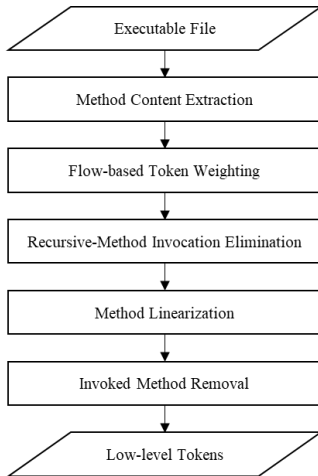 Executable File
Method Content Extraction
Flow-based Token Weighting
Recursive-Method Invocation Elimination
Method Linearization
Invoked Method Removal
Low-level Tokens